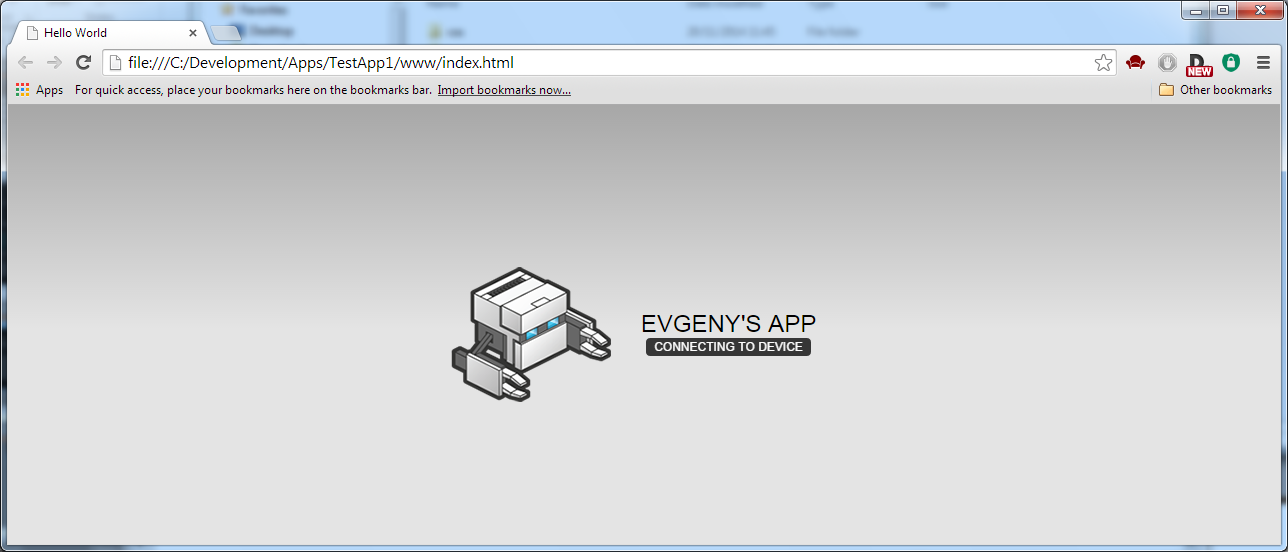 Hello World
file:///C:/Development/Apps/TestApp1/www/index.html
NEW
Apps For quick access, place your bookmarks here on the bookmarks bar. Import bookmarks now... Other bookmarks
EVGENY'S APP
CONNECTING TO DEVICE